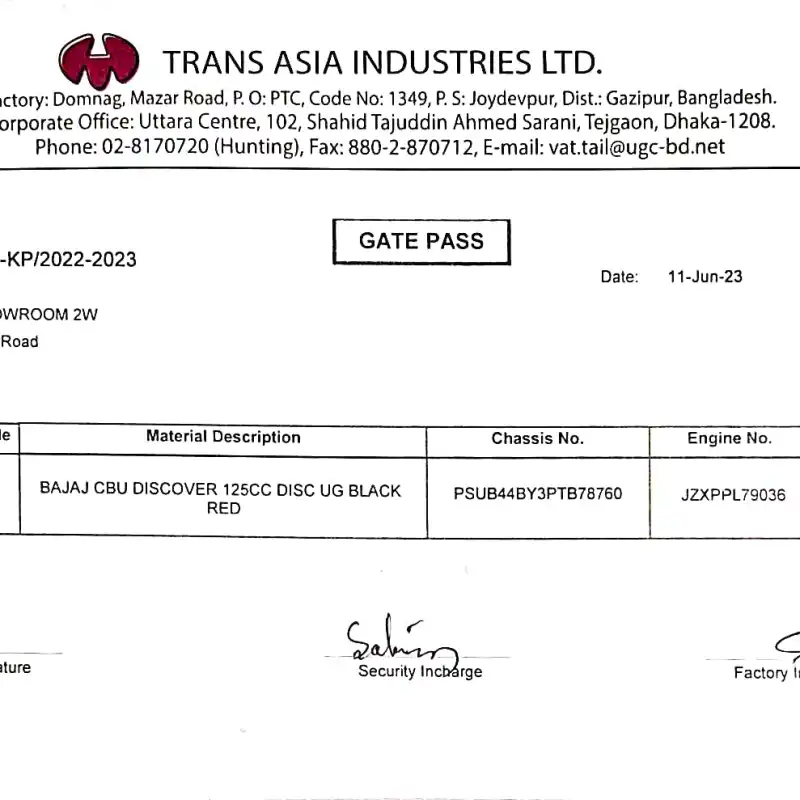 TRANS ASIA INDUSTRIES LTD.
actory: Domnag, Mazar Road, P. O: PTC, Code No: 1349, P. S: Joydevpur, Dist.: Gazipur, Bangladesh.
orporate Office: Uttara Centre, 102, Shahid Tajuddin Ahmed Sarani, Tejgaon, Dhaka-1208.
Phone: 02-8170720 (Hunting), Fax: 880-2-870712, E-mail: vat.tail@ugc-bd.net
GATE PASS
-KP/2022-2023
Date: 11-Jun-23
OWROOM 2W
Road
le Material Description Chassis No. Engine No.
BAJAJ CBU DISCOVER 125CC DISC UG BLACK RED PSUB44BY3PTB78760 JZXPPL79036
ature
Security Incharge
Factory I